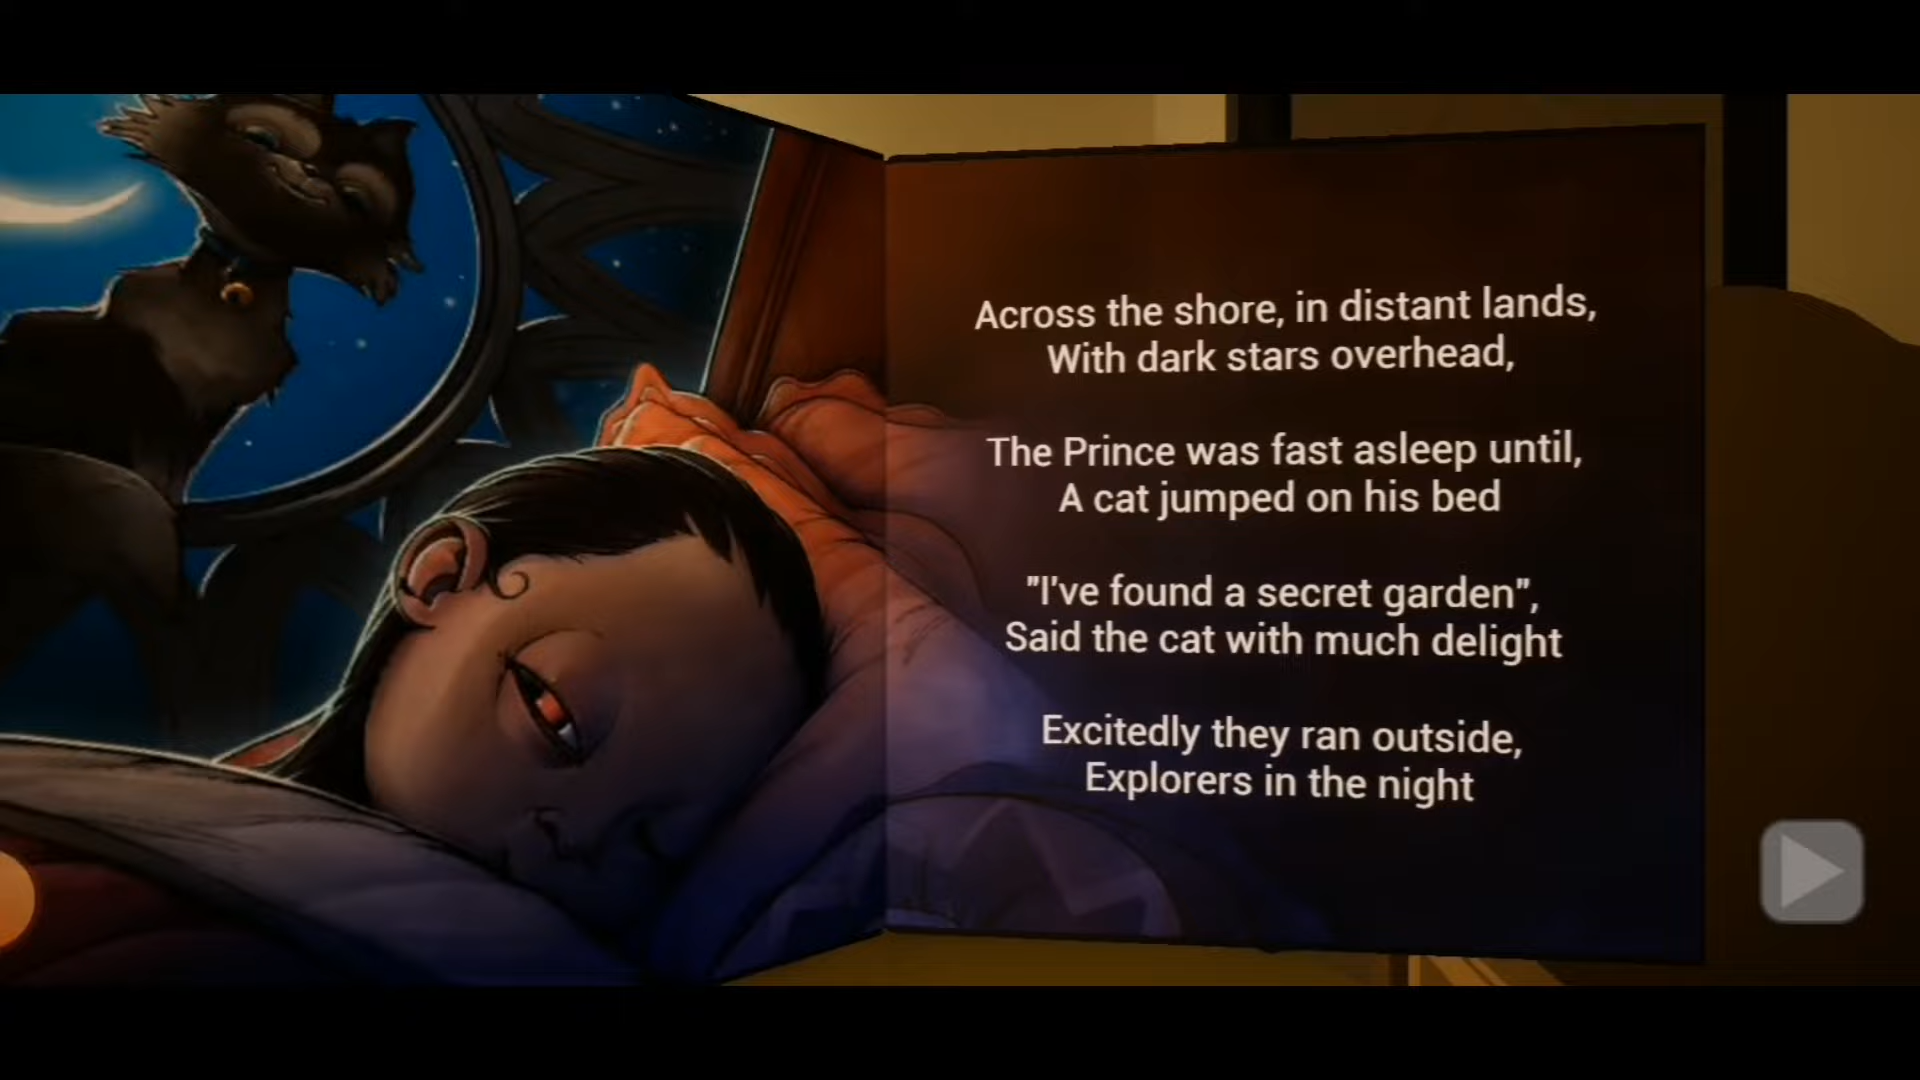 Across the shore, in distant lands,
With dark stars overhead,
The Prince was fast asleep until,
A cat jumped on his bed
"I've found a secret garden",
Said the cat with much delight
Excitedly they ran outside,
Explorers in the night